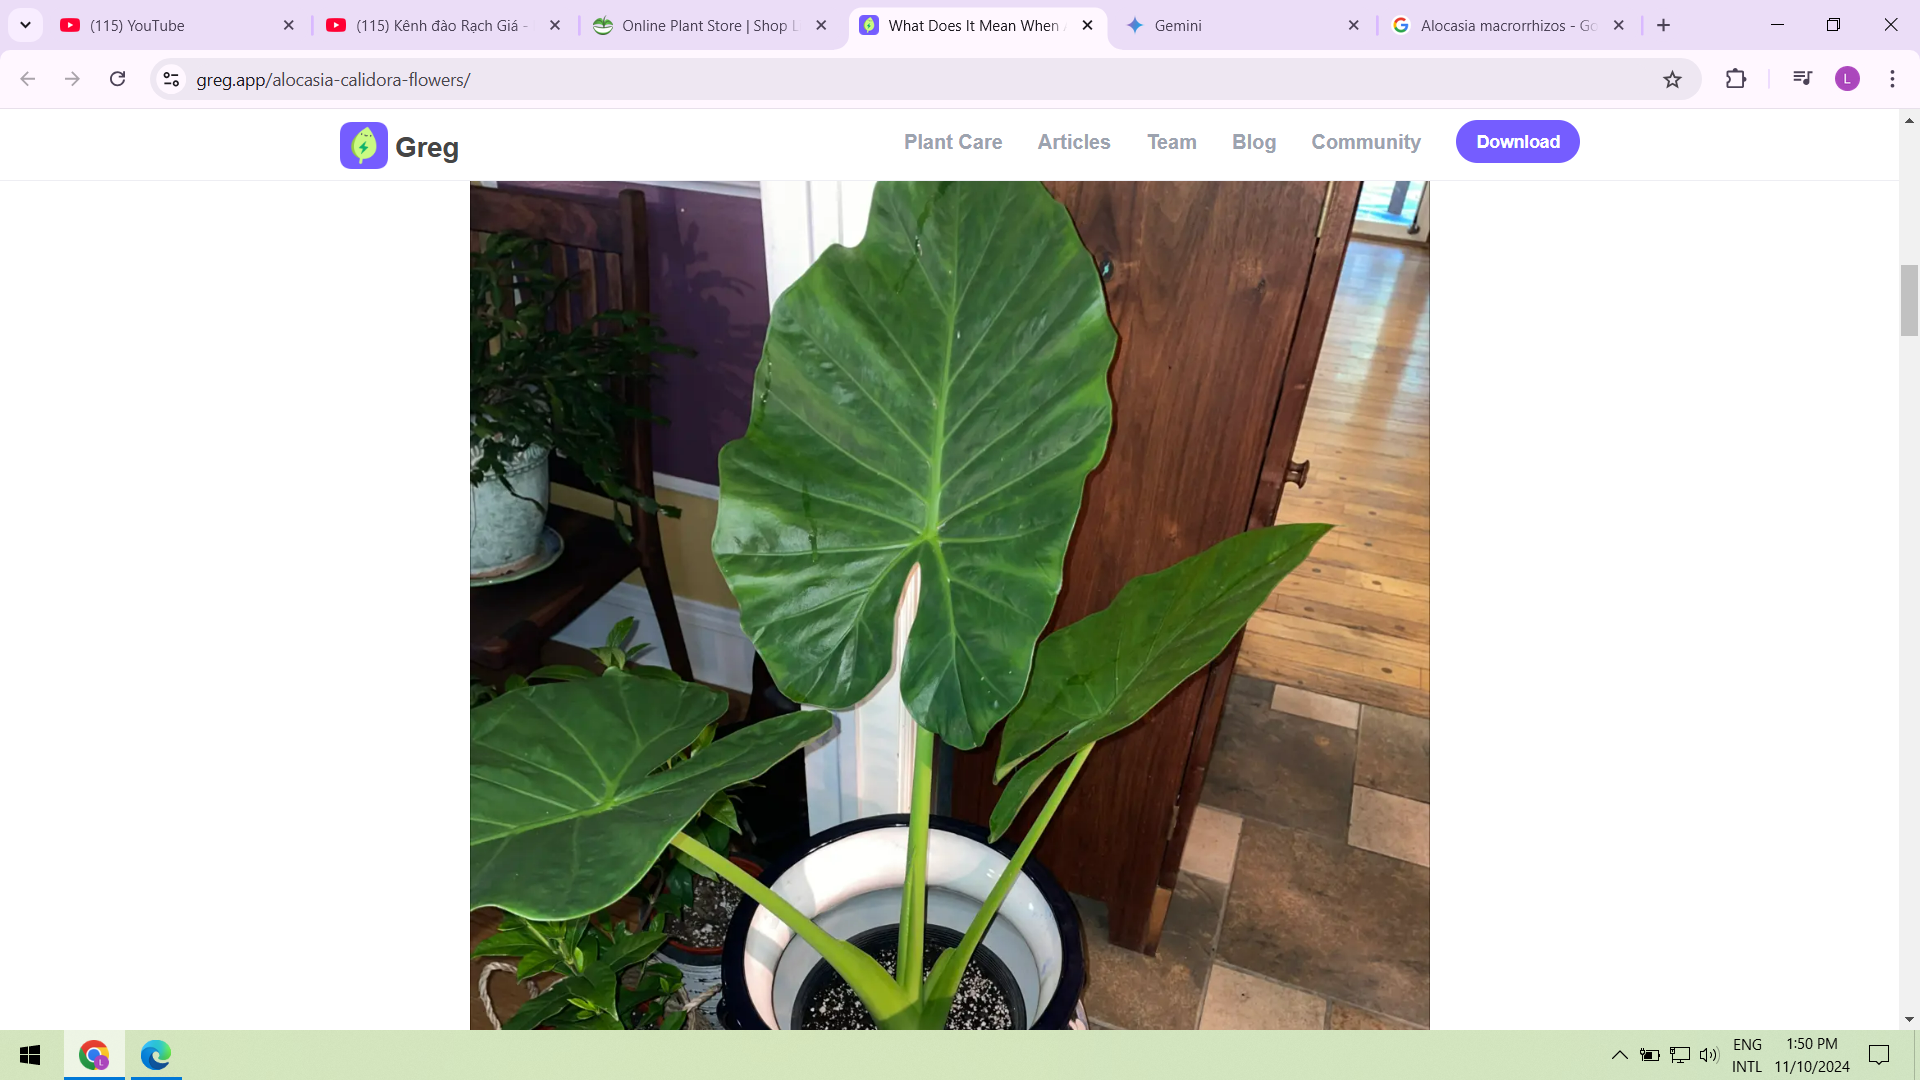 (115) YouTube
(115) Kênh đào Rạch Giá -
Online Plant Store | Shop L
What Does It Mean When A
Gemini
Alocasia macrorrhizos - Go
greg.app/alocasia-calidora-flowers/
L
Greg
Plant Care
Articles
Team
Blog
Community
Download
ENG
INTL
1:50 PM
11/10/2024